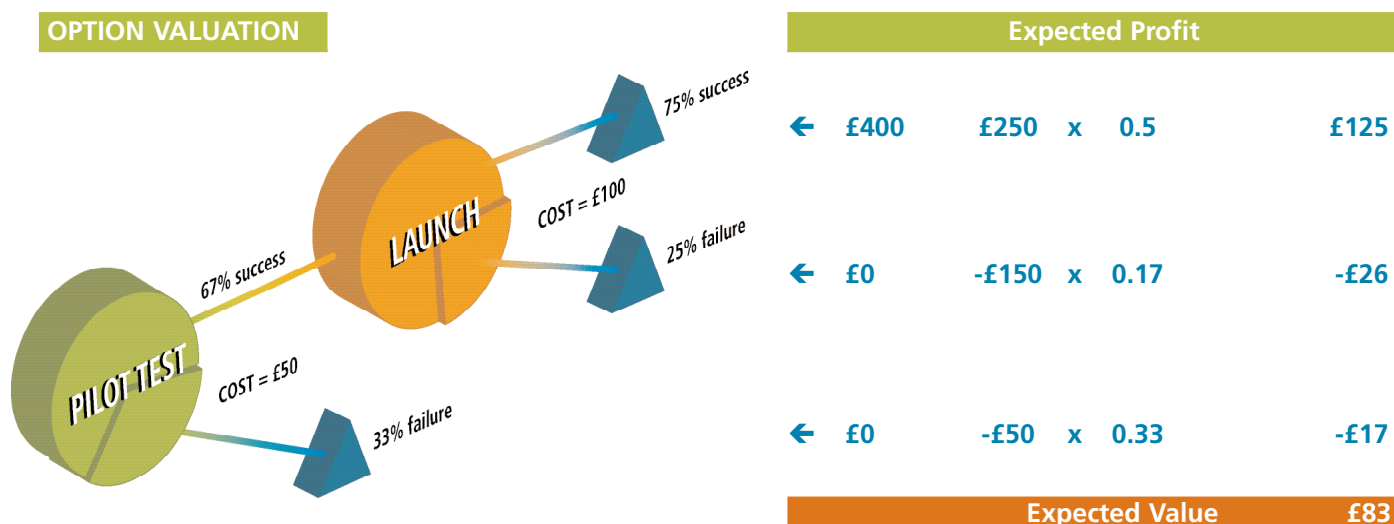 OPTION VALUATION
Expected Profit
75% success
← £400 £250 x 0.5 £125
COST = £100
LAUNCH
25% failure
67% success
← £0 -£150 x 0.17 -£26
PILOT TEST
COST = £50
33% failure
← £0 -£50 x 0.33 -£17
Expected Value £83